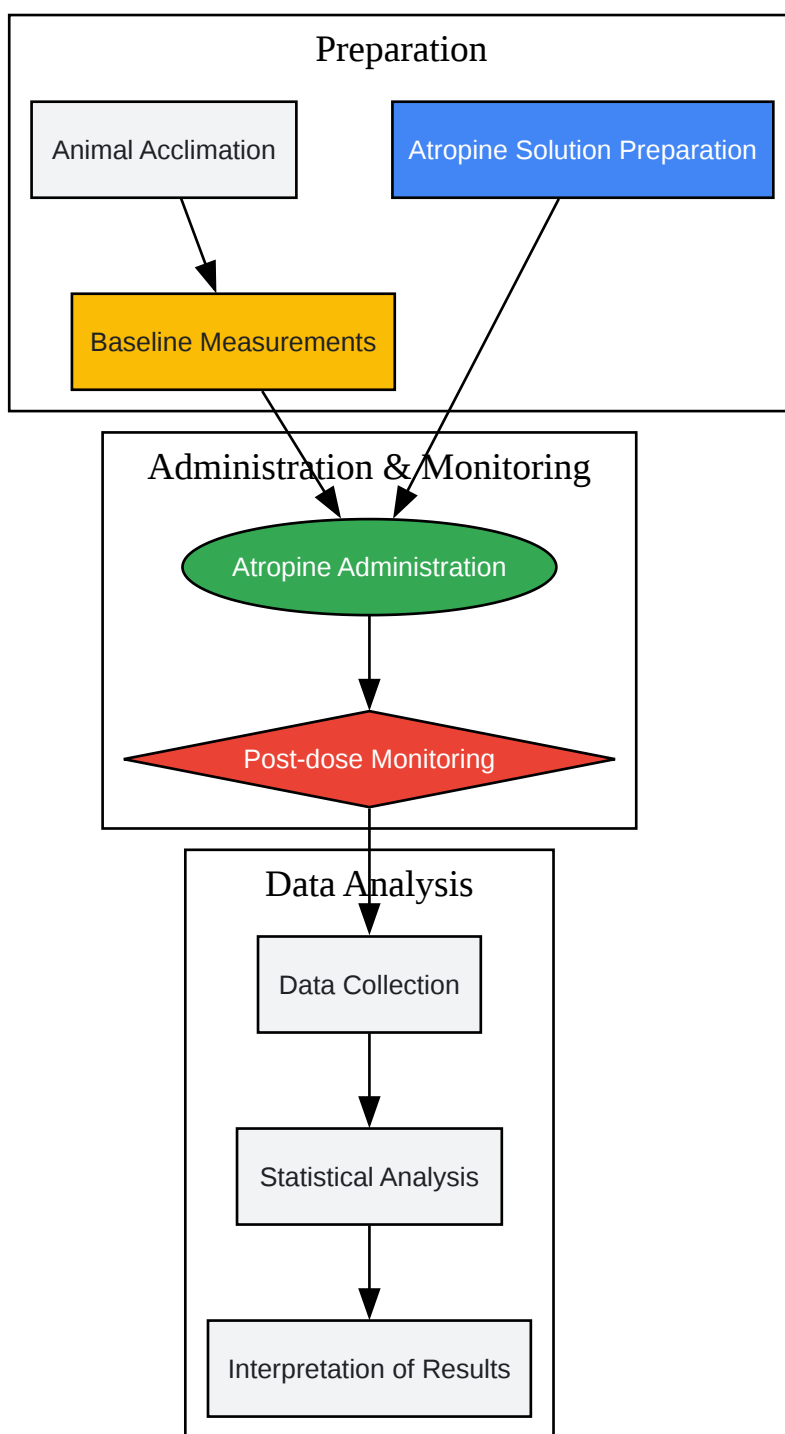 Preparation
Animal Acclimation
Atropine Solution Preparation
Baseline Measurements
Administration & Monitoring
Atropine Administration
Post-dose Monitoring
Data Analysis
Data Collection
Statistical Analysis
Interpretation of Results